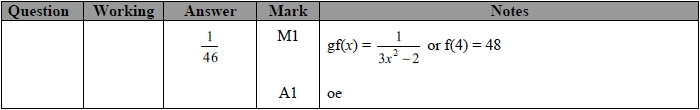 Question Working Answer Mark Notes
1/46 M1 gf(x) = 1/(3x² – 2) or f(4) = 48
A1 oe